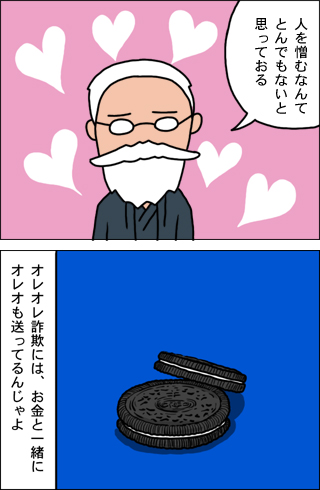 人を憎むなんて
とんでもないと
思っておる
オレオレ詐欺には、お金と一緒に
オレオも送ってるんじゃよ